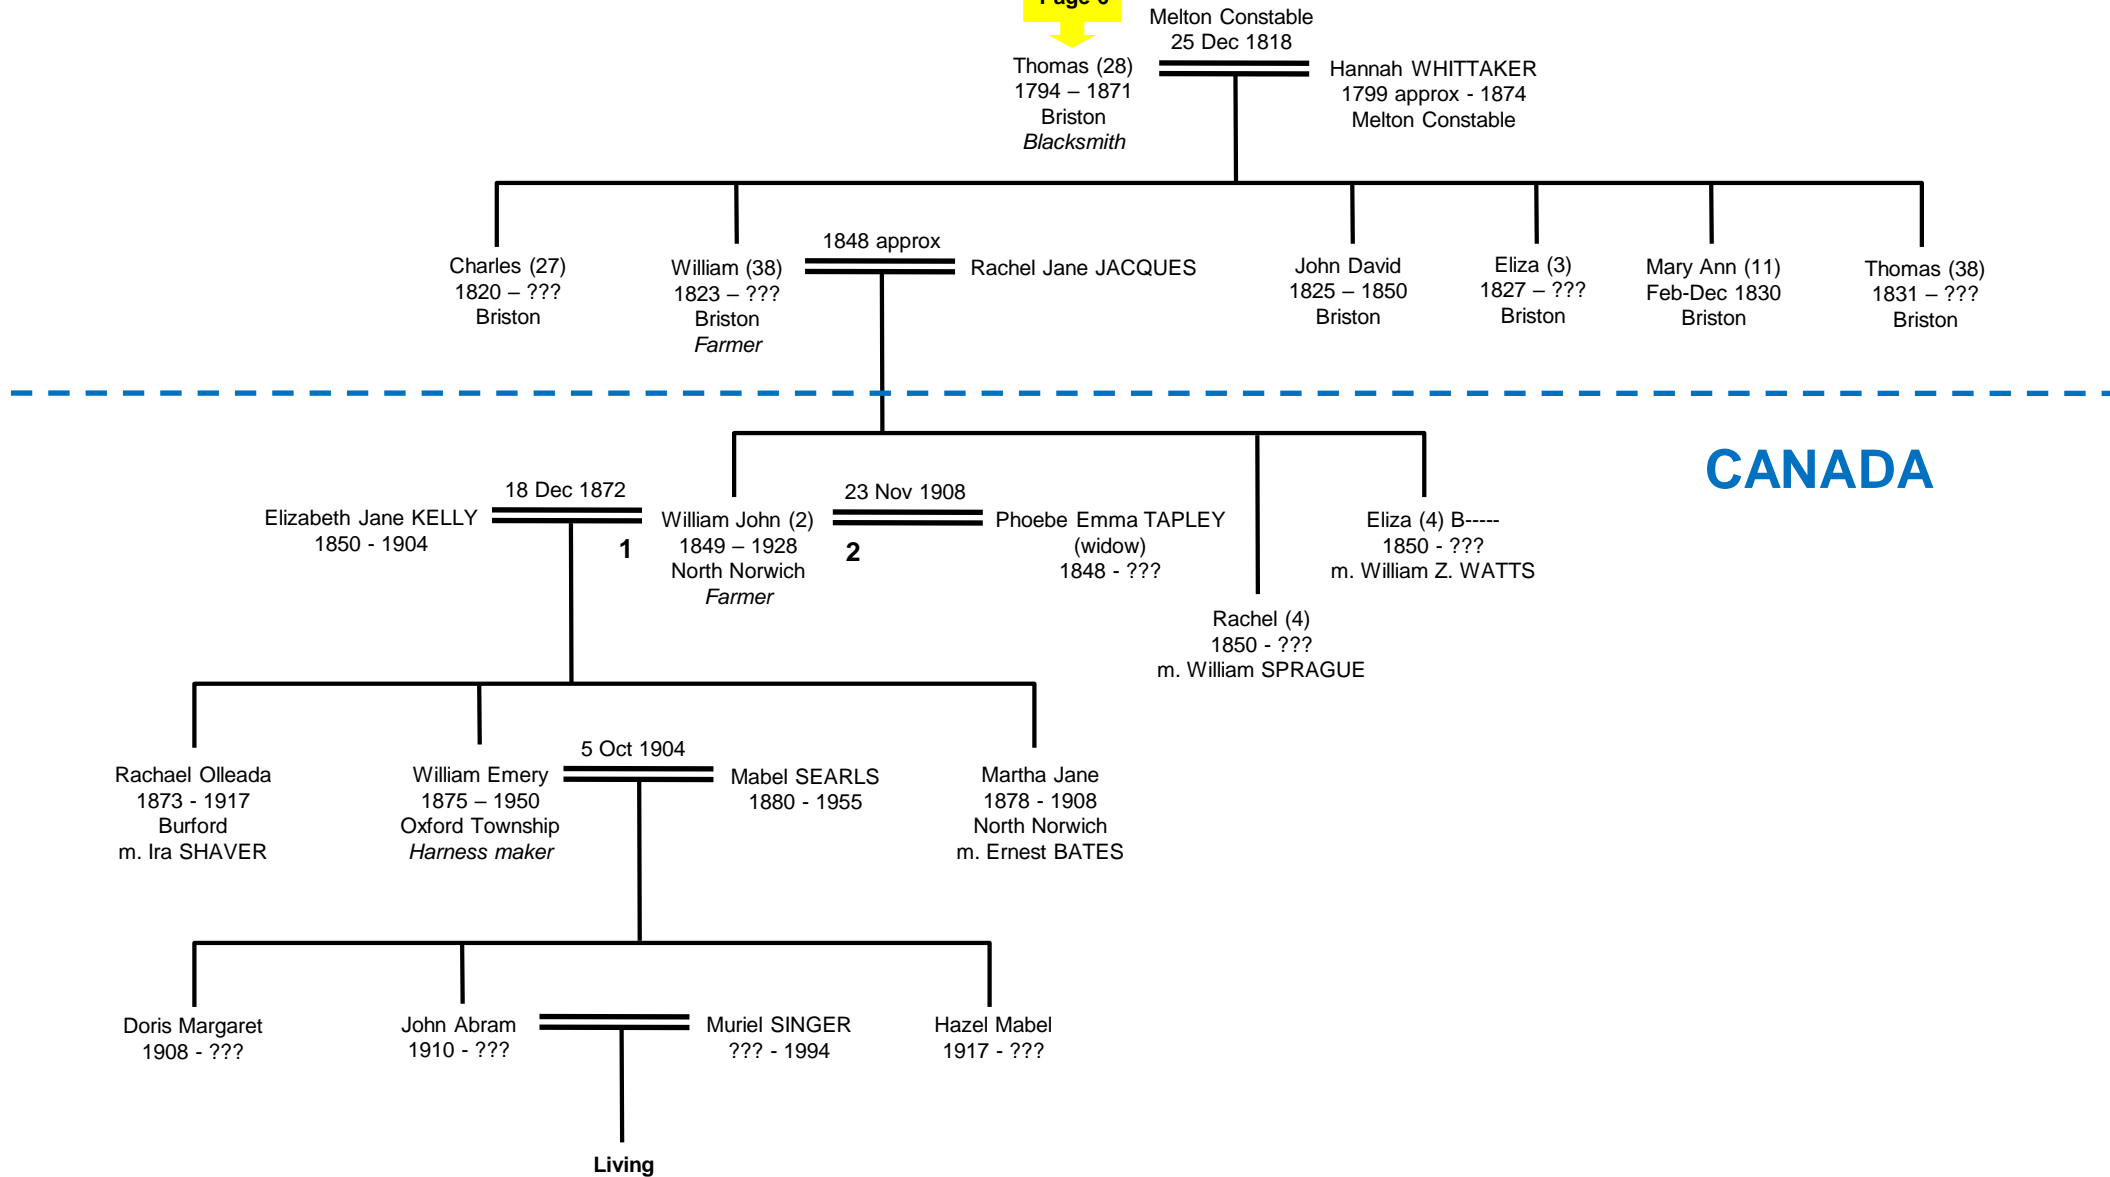 Page
Melton Constable
25 Dec 1818
Thomas (28)
1794 – 1871
Briston
Blacksmith
Hannah WHITTAKER
1799 approx - 1874
Melton Constable
Charles (27)
1820 – ???
Briston
William (38)
1823 – ???
Briston
Farmer
1848 approx
Rachel Jane JACQUES
John David
1825 – 1850
Briston
Eliza (3)
1827 – ???
Briston
Mary Ann (11)
Feb-Dec 1830
Briston
Thomas (38)
1831 – ???
Briston
CANADA
Elizabeth Jane KELLY
1850 - 1904
18 Dec 1872
1
William John (2)
1849 – 1928
North Norwich
Farmer
23 Nov 1908
2
Phoebe Emma TAPLEY
(widow)
1848 - ???
Rachel (4)
1850 - ???
m. William SPRAGUE
Eliza (4) B-----
1850 - ???
m. William Z. WATTS
Rachael Olleada
1873 - 1917
Burford
m. Ira SHAVER
William Emery
1875 – 1950
Oxford Township
Harness maker
5 Oct 1904
Mabel SEARLS
1880 - 1955
Martha Jane
1878 - 1908
North Norwich
m. Ernest BATES
Doris Margaret
1908 - ???
John Abram
1910 - ???
Muriel SINGER
??? - 1994
Hazel Mabel
1917 - ???
Living